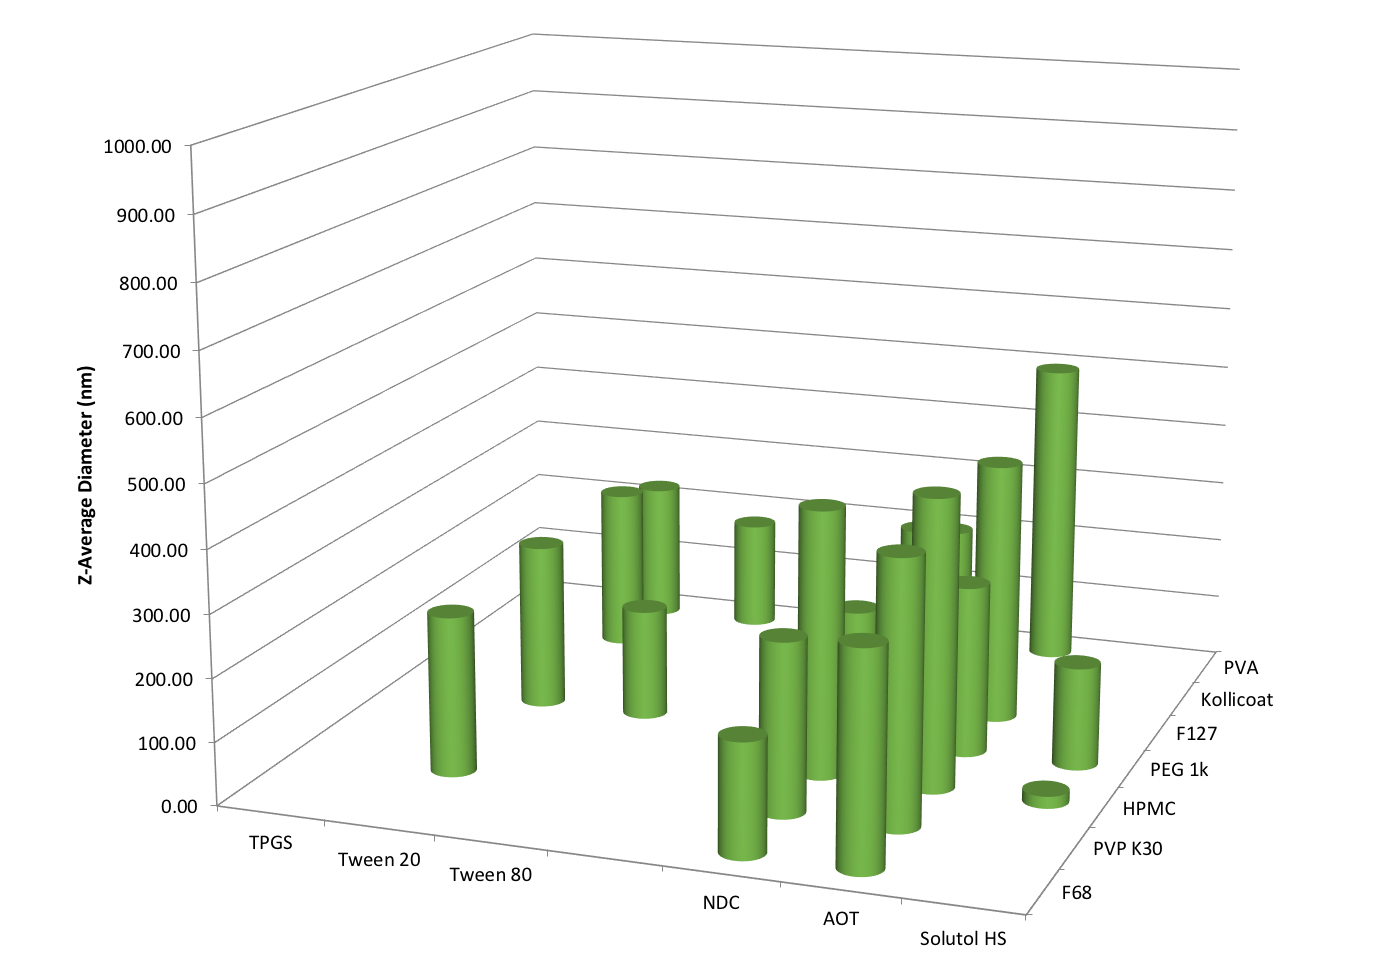 1000.00
900.00
800.00
700.00
600.00
500.00
400.00
300.00
200.00
100.00
0.00
Z-Average Diameter (nm)
TPGS
Tween 20
Tween 80
NDC
AOT
Solutol HS
PVA
Kollicoat
F127
PEG 1k
HPMC
PVP K30
F68